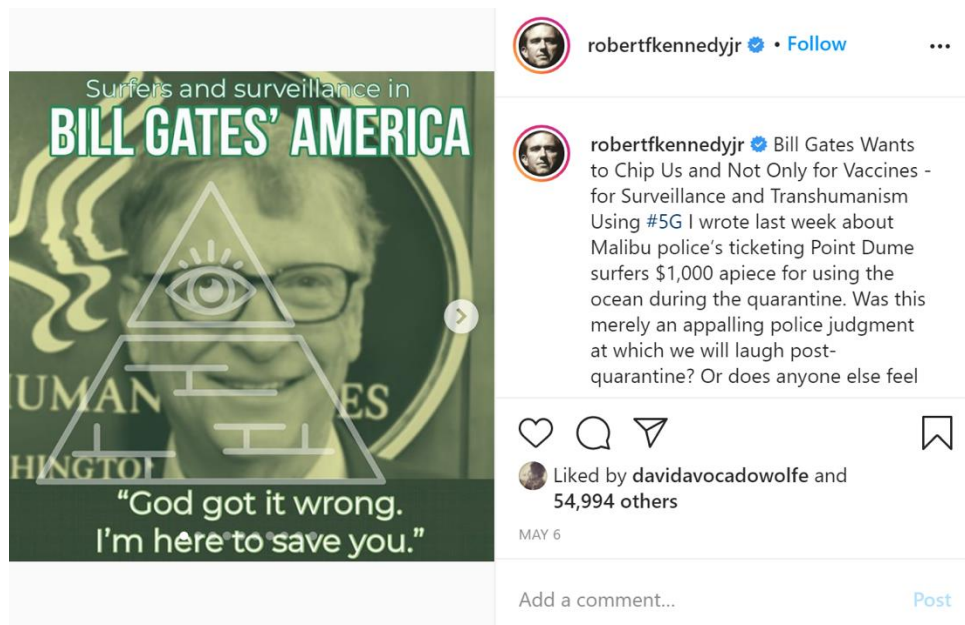 Surfers and surveillance in
BILL GATES' AMERICA
UMAN
ES
HINGTO
“God got it wrong.
I’m here to save you.”
robertfkennedyjr • Follow
robertfkennedyjr Bill Gates Wants
to Chip Us and Not Only for Vaccines -
for Surveillance and Transhumanism
Using #5G I wrote last week about
Malibu police's ticketing Point Dume
surfers $1,000 apiece for using the
ocean during the quarantine. Was this
merely an appalling police judgment
at which we will laugh post-
quarantine? Or does anyone else feel
Liked by davidavocadowolfe and
54,994 others
MAY 6
Add a comment...
Post